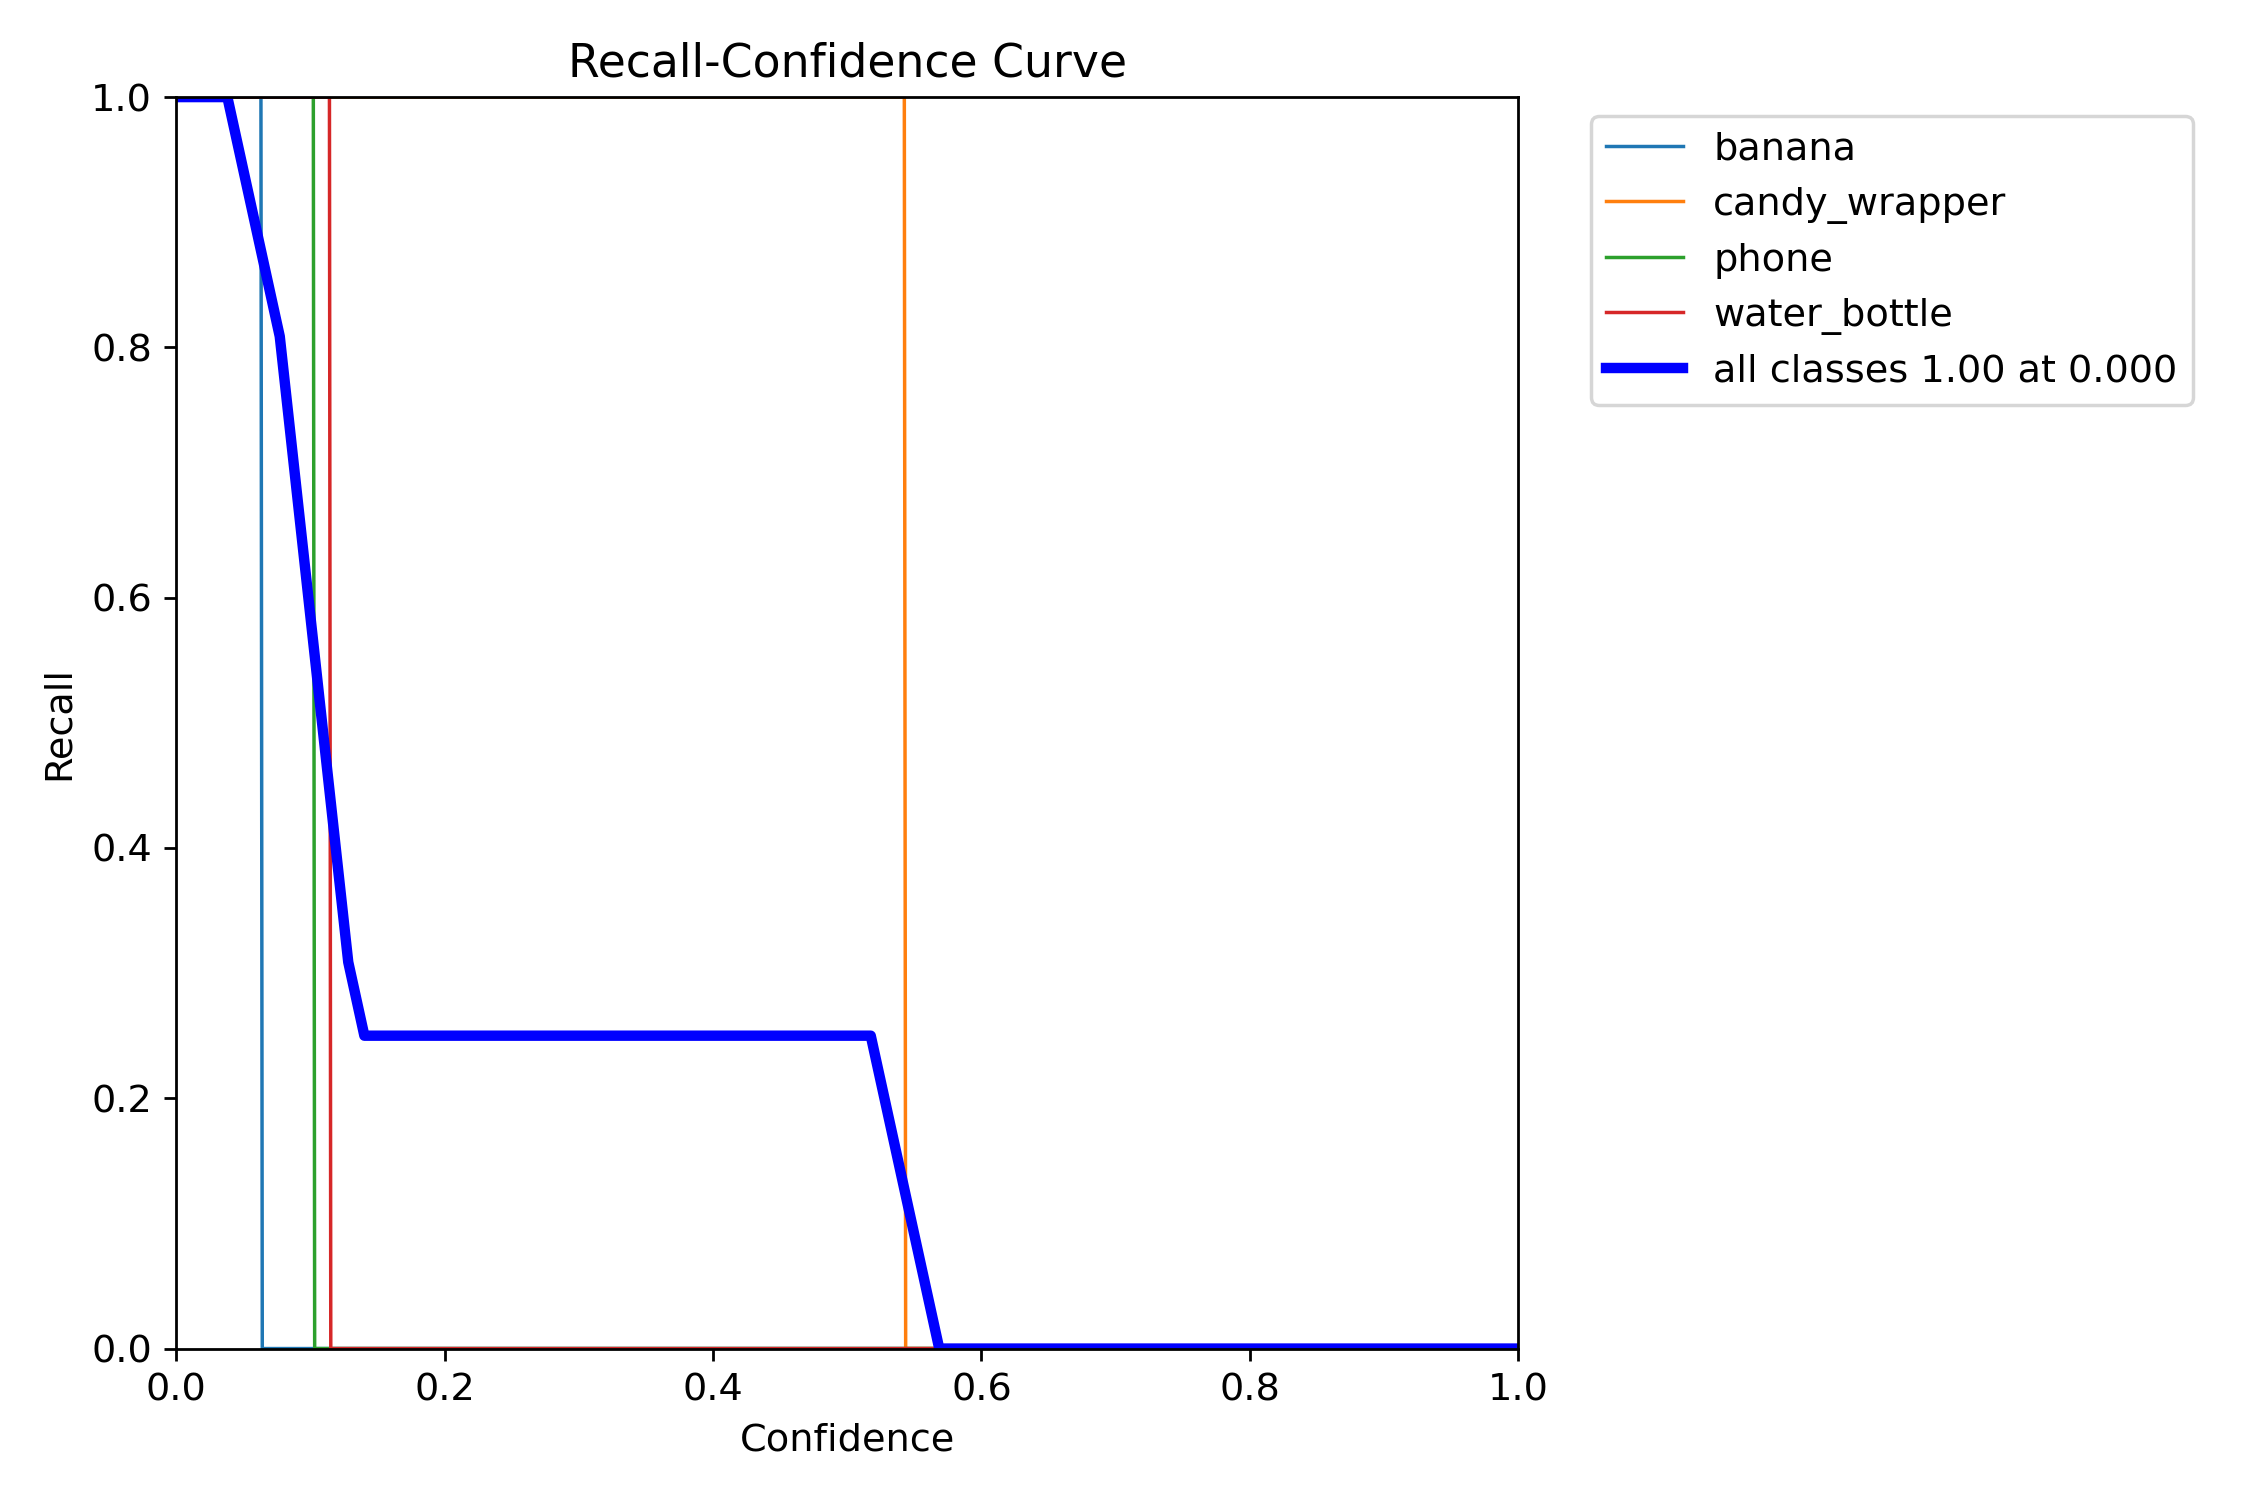 Recall-Confidence Curve
1.0
0.8
0.6
0.4
0.2
0.0
Recall
0.0 0.2 0.4 0.6 0.8 1.0
Confidence
banana
candy_wrapper
phone
water_bottle
all classes 1.00 at 0.000